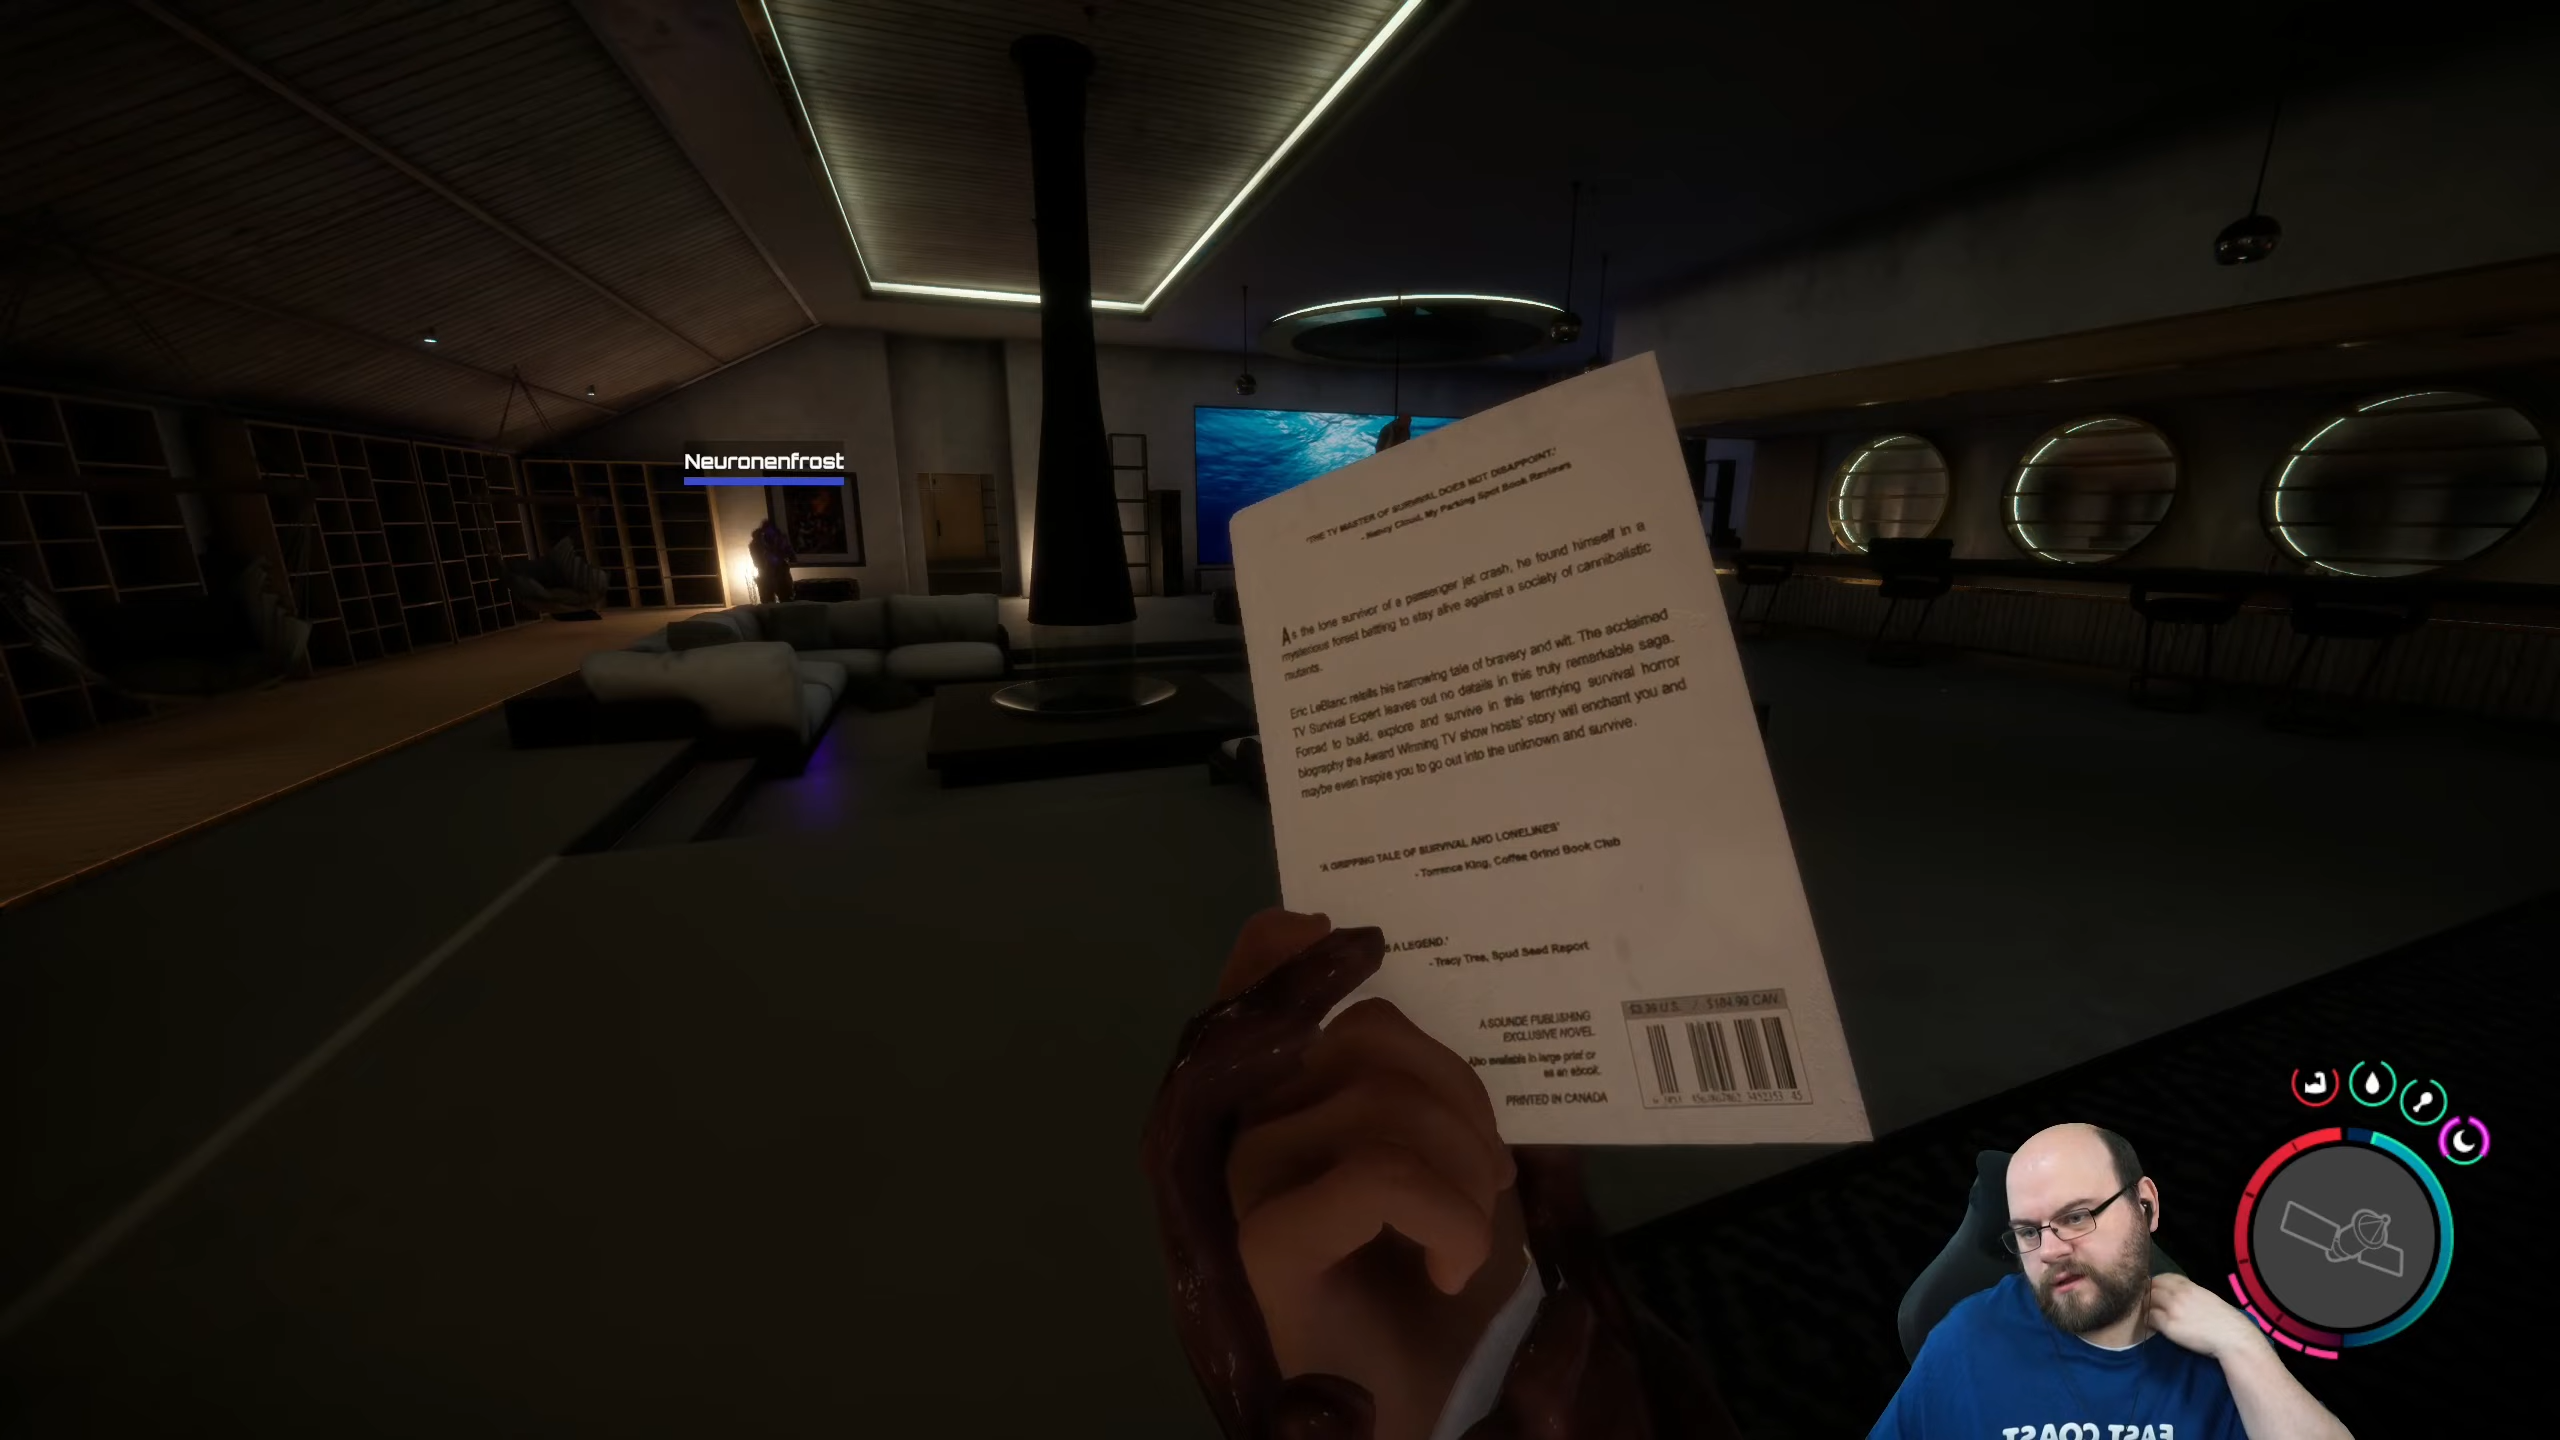 Neuronenfrost
'THE TV MASTER OF SURVIVAL DOES NOT DISAPPOINT.'
- Nancy Cloud, My Parking Spot Book Reviews
As the lone survivor of a passenger jet crash, he found himself in a
mysterious forest battling to stay alive against a society of cannibalistic
mutants.
Eric LeBlanc retells his harrowing tale of bravery and wit. The acclaimed
TV Survival Expert leaves out no details in this truly remarkable saga.
Forced to build, explore and survive in this terrifying survival horror
biography the Award Winning TV show hosts' story will enchant you and
maybe even inspire you to go out into the unknown and survive.
'A GRIPPING TALE OF SURVIVAL AND LONELINES'
- Torrence King, Coffee Grind Book Club
A LEGEND.'
- Tracy Tree, Spud Seed Report
A SOUNDE PUBLISHING
EXCLUSIVE NOVEL
Also available in large print or
as an ebook.
PRINTED IN CANADA
U.S. / $104.99 CAN
EAST COAST